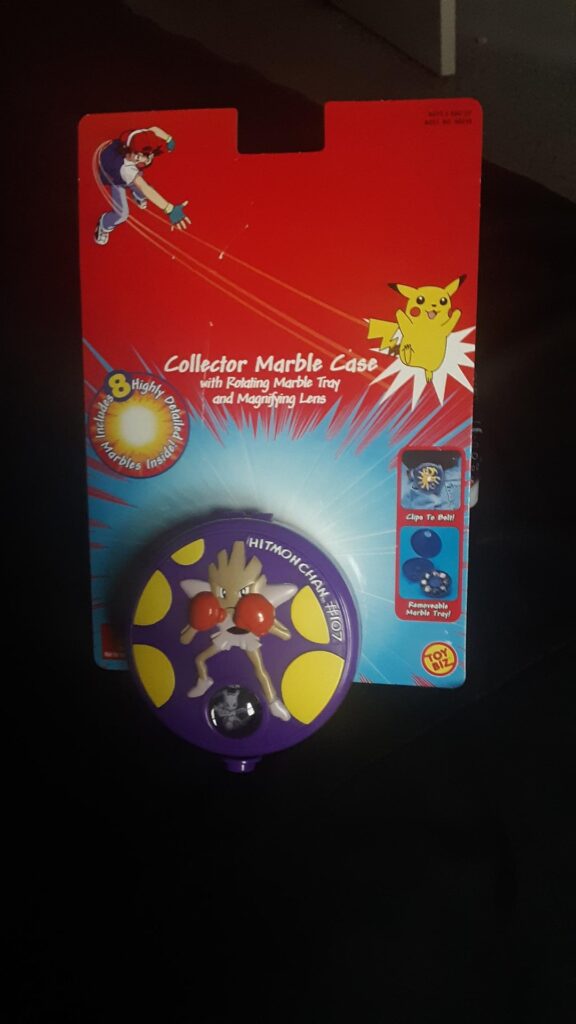 Collector Marble Case
with Rotating Marble Tray
and Magnifying Lens
Includes 8 Highly Detailed
Marbles Inside!
HITMONCHAN #107
Clips To Belt!
Removeable
Marble Tray!
TOY
BIZ